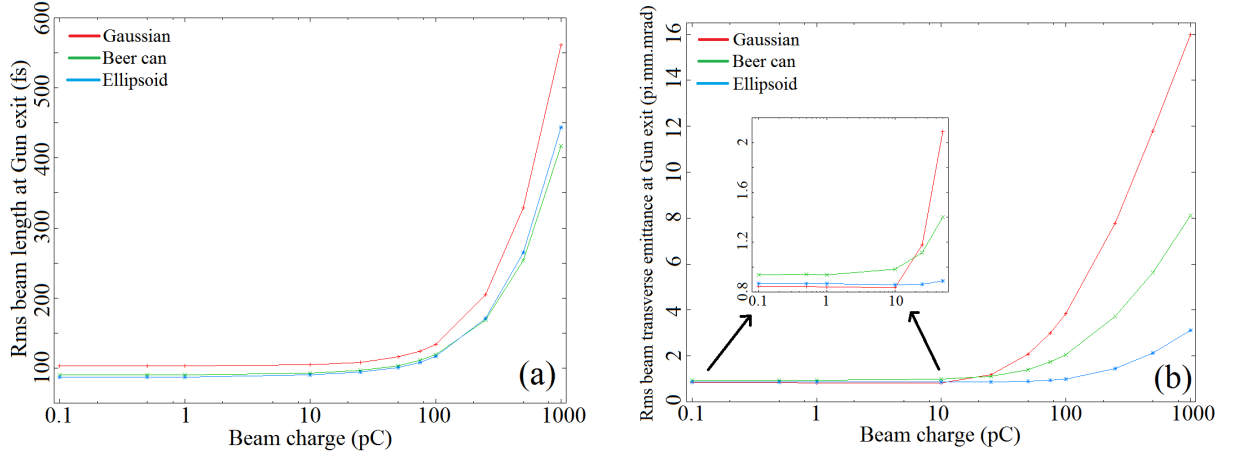 Rms beam length at Gun exit (fs)
600
500
400
300
200
100
Gaussian
Beer can
Ellipsoid
(a)
0.1 1 10 100 1000
Beam charge (pC)
Rms beam transverse emittance at Gun exit (pi.mm.mrad)
16
14
12
10
8
6
4
2
0
Gaussian
Beer can
Ellipsoid
2
1.6
1.2
0.8
0.1 1 10
(b)
0.1 1 10 100 1000
Beam charge (pC)